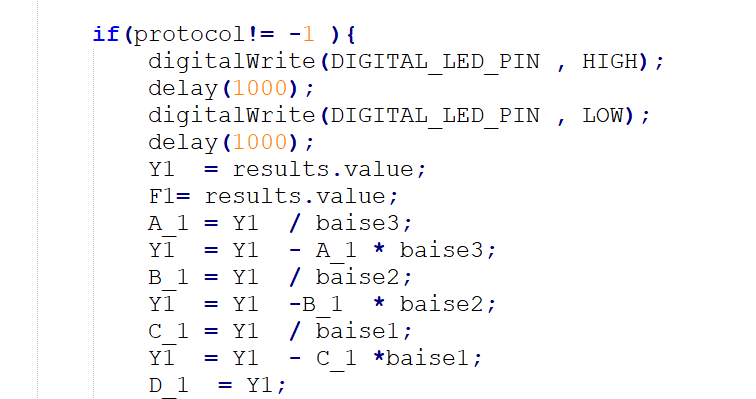 if(protocol!= -1 ){
digitalWrite(DIGITAL_LED_PIN , HIGH);
delay(1000);
digitalWrite(DIGITAL_LED_PIN , LOW);
delay(1000);
Y1  = results.value;
F1= results.value;
A_1 = Y1  / baise3;
Y1  = Y1  - A_1 * baise3;
B_1 = Y1  / baise2;
Y1  = Y1  -B_1  * baise2;
C_1 = Y1  / baise1;
Y1  = Y1  - C_1 *baise1;
D_1  = Y1;